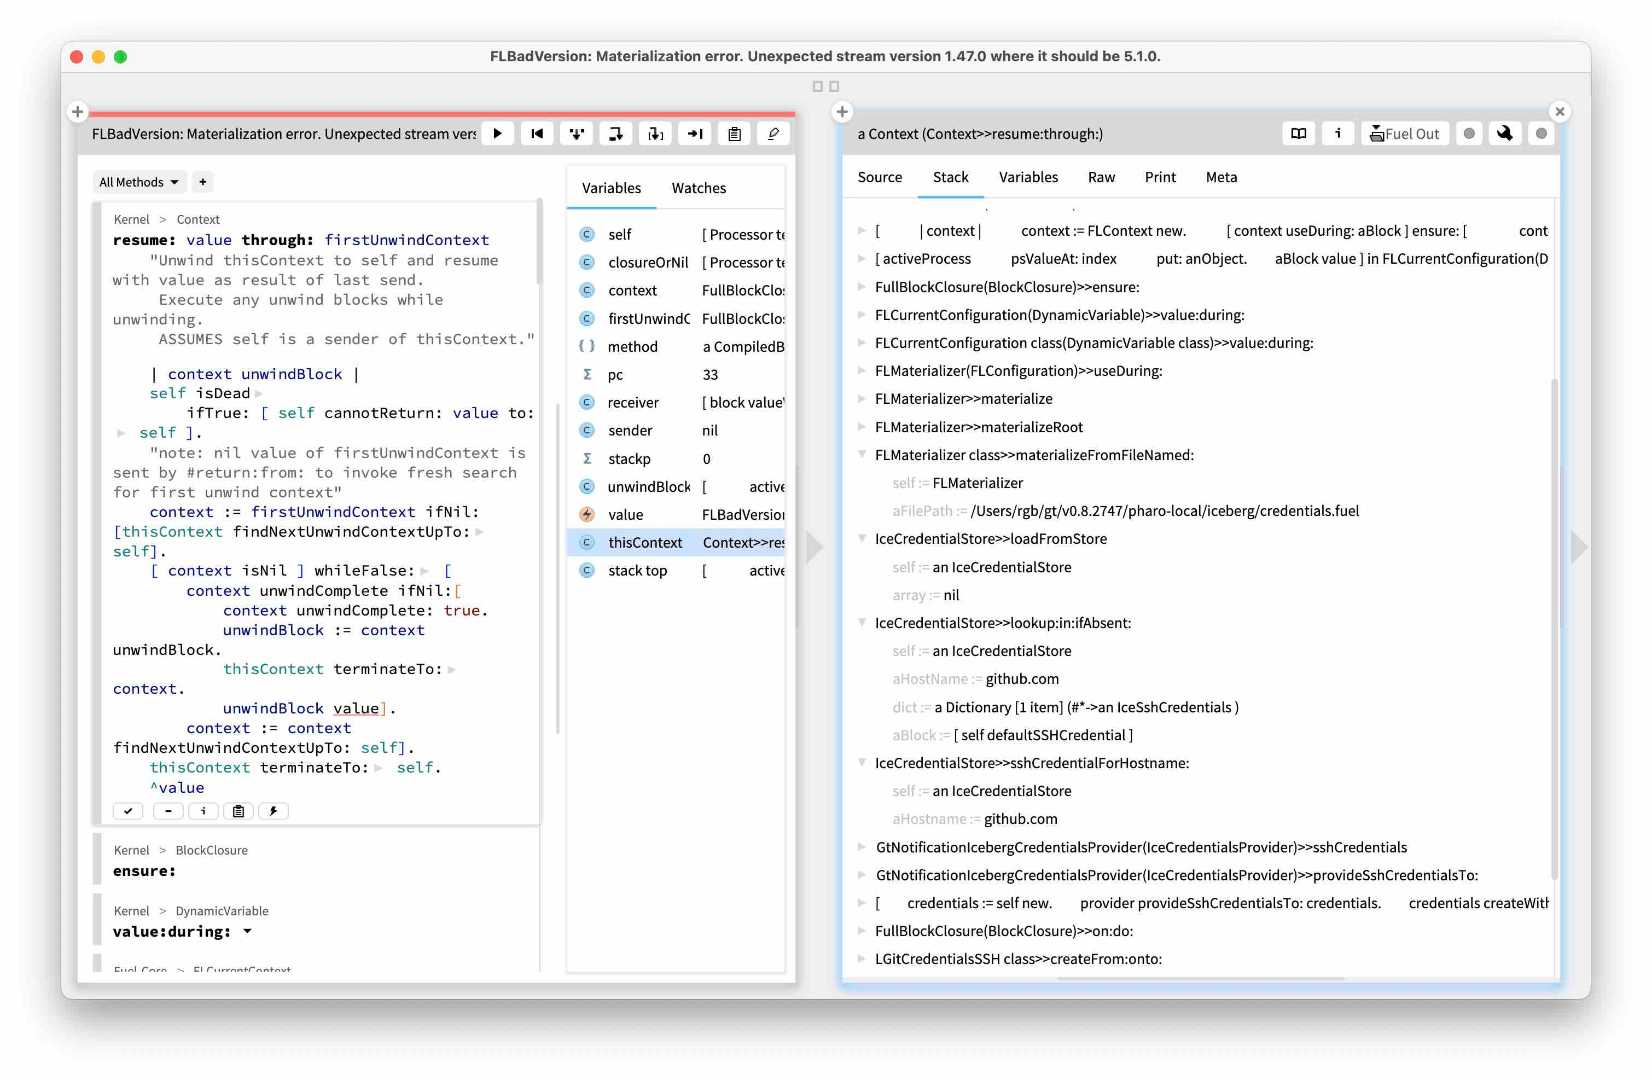 FLBadVersion: Materialization error. Unexpected stream version 1.47.0 where it should be 5.1.0.
FLBadVersion: Materialization error. Unexpected stream vers
All Methods
Kernel > Context
resume: value through: firstUnwindContext
"Unwind thisContext to self and resume
with value as result of last send.
Execute any unwind blocks while
unwinding.
ASSUMES self is a sender of thisContext."
| context unwindBlock |
self isDead
ifTrue: [ self cannotReturn: value to:
self ].
"note: nil value of firstUnwindContext is
sent by #return:from: to invoke fresh search
for first unwind context"
context := firstUnwindContext ifNil:
[thisContext findNextUnwindContextUpTo:
self].
[ context isNil ] whileFalse: [
context unwindComplete ifNil:[
context unwindComplete: true.
unwindBlock := context
unwindBlock.
thisContext terminateTo:
context.
unwindBlock value].
context := context
findNextUnwindContextUpTo: self].
thisContext terminateTo: self.
^value
Kernel > BlockClosure
ensure:
Kernel > DynamicVariable
value:during:
Fuel-Core > FLCurrentContext
Variables Watches
self [ Processor te
closureOrNil [ Processor te
context FullBlockClo
firstUnwindC FullBlockClo
method a CompiledB
pc 33
receiver [ block value
sender nil
stackp 0
unwindBlock [ active
value FLBadVersion
thisContext Context>>res
stack top [ active
a Context (Context>>resume:through:)
Fuel Out
Source Stack Variables Raw Print Meta
[ | context | context := FLContext new. [ context useDuring: aBlock ] ensure: [ cont
[ activeProcess psValueAt: index put: anObject. aBlock value ] in FLCurrentConfiguration(D
FullBlockClosure(BlockClosure)>>ensure:
FLCurrentConfiguration(DynamicVariable)>>value:during:
FLCurrentConfiguration class(DynamicVariable class)>>value:during:
FLMaterializer(FLConfiguration)>>useDuring:
FLMaterializer>>materialize
FLMaterializer>>materializeRoot
FLMaterializer class>>materializeFromFileNamed:
self := FLMaterializer
aFilePath := /Users/rgb/gt/v0.8.2747/pharo-local/iceberg/credentials.fuel
IceCredentialStore>>loadFromStore
self := an IceCredentialStore
array := nil
IceCredentialStore>>lookup:in:ifAbsent:
self := an IceCredentialStore
aHostName := github.com
dict := a Dictionary [1 item] (#*->an IceSshCredentials )
aBlock := [ self defaultSSHCredential ]
IceCredentialStore>>sshCredentialForHostname:
self := an IceCredentialStore
aHostname := github.com
GtNotificationIcebergCredentialsProvider(IceCredentialsProvider)>>sshCredentials
GtNotificationIcebergCredentialsProvider(IceCredentialsProvider)>>provideSshCredentialsTo:
[ credentials := self new. provider provideSshCredentialsTo: credentials. credentials createWith
FullBlockClosure(BlockClosure)>>on:do:
LGitCredentialsSSH class>>createFrom:onto: